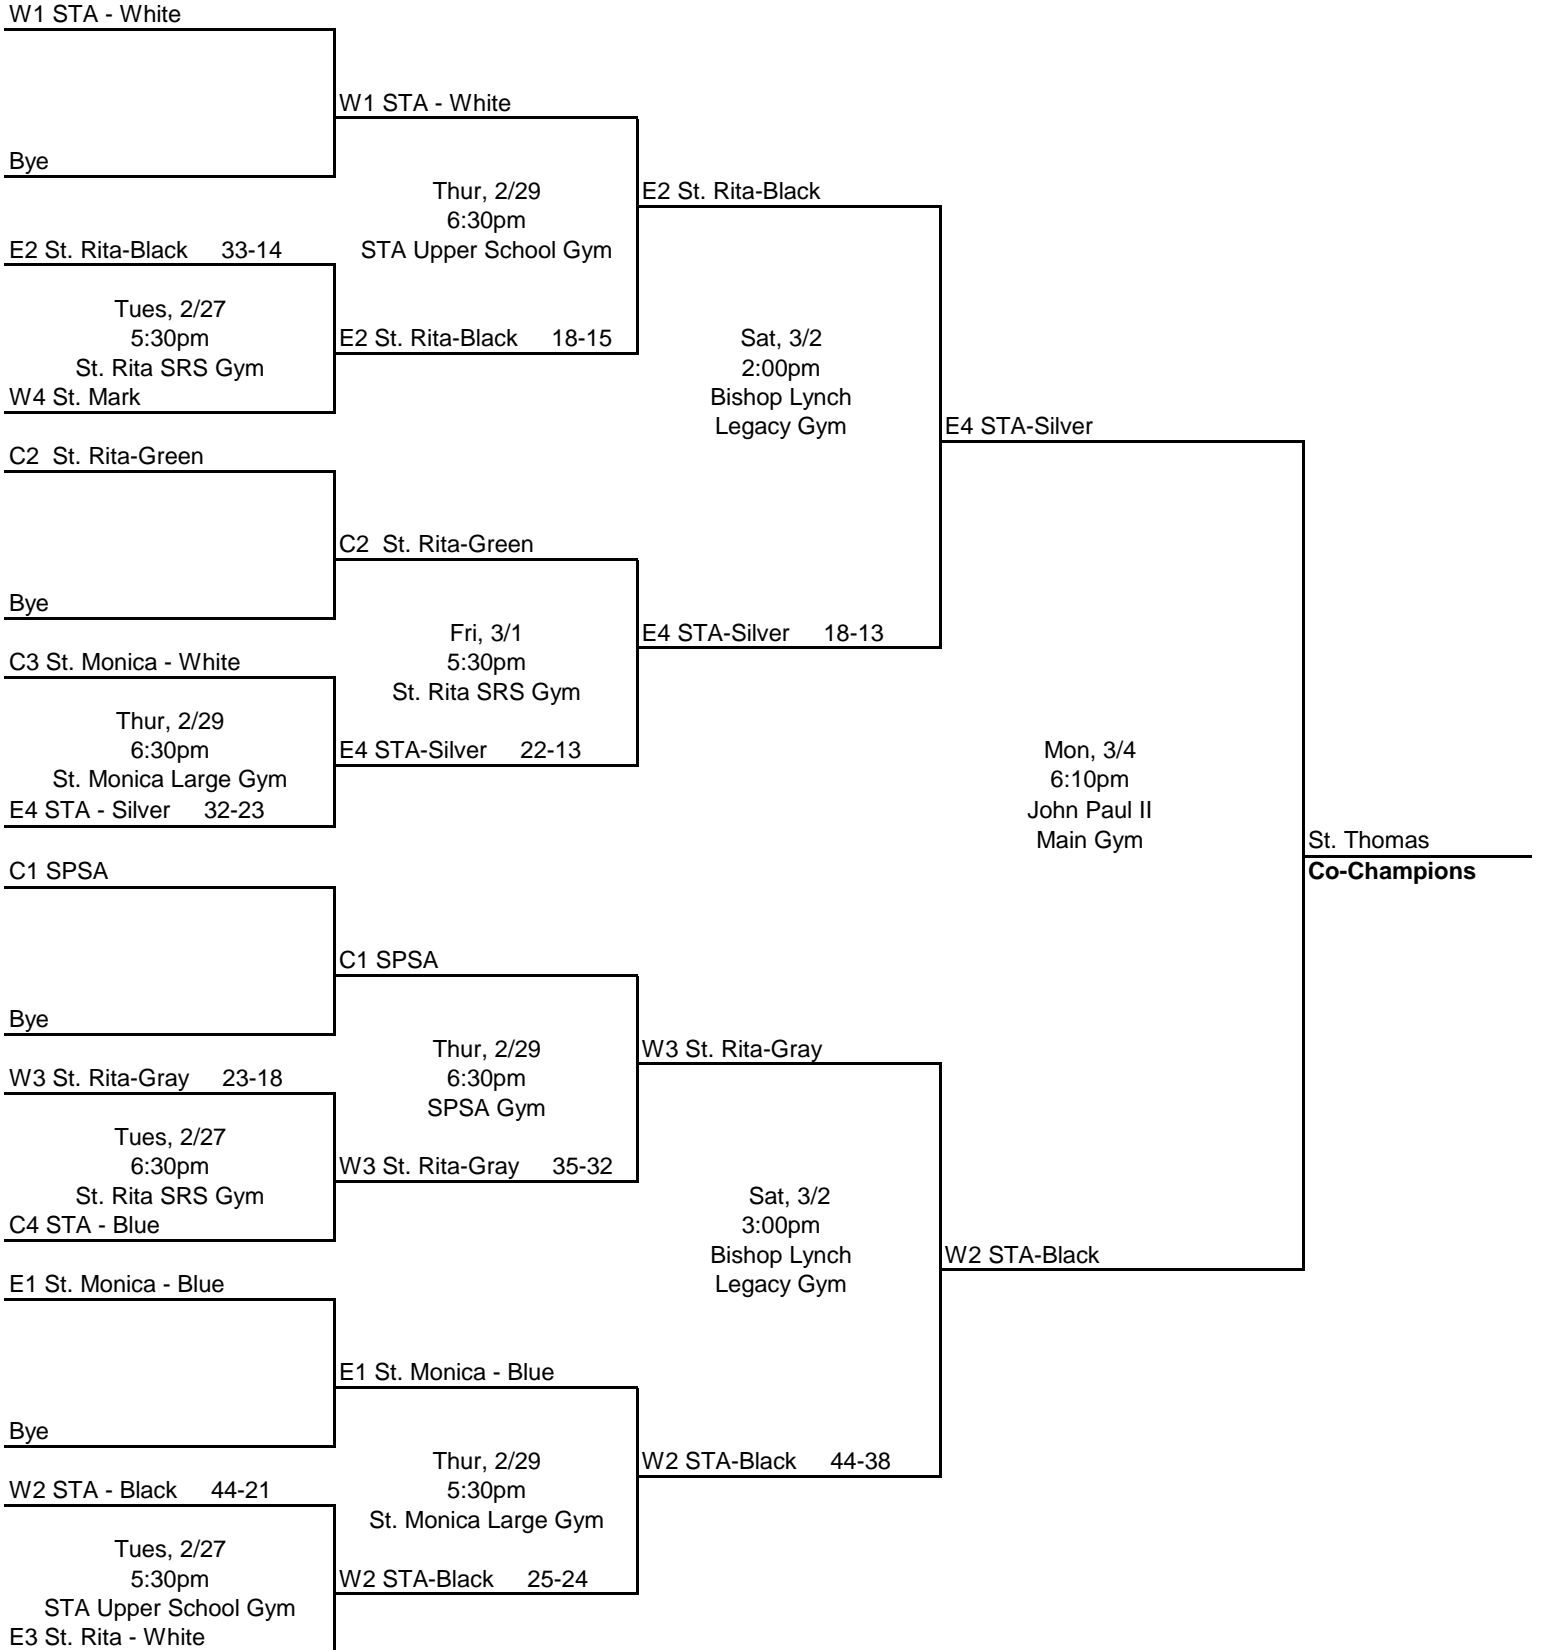 W1 STA - White
W1 STA - White
Bye
Thur, 2/29
6:30pm
STA Upper School Gym
E2 St. Rita-Black
E2 St. Rita-Black 33-14
Tues, 2/27
5:30pm
St. Rita SRS Gym
W4 St. Mark
E2 St. Rita-Black 18-15
Sat, 3/2
2:00pm
Bishop Lynch
Legacy Gym
E4 STA-Silver
C2 St. Rita-Green
C2 St. Rita-Green
Bye
Fri, 3/1
5:30pm
St. Rita SRS Gym
E4 STA-Silver 18-13
C3 St. Monica - White
Thur, 2/29
6:30pm
St. Monica Large Gym
E4 STA - Silver 32-23
E4 STA-Silver 22-13
Mon, 3/4
6:10pm
John Paul II
Main Gym
St. Thomas
Co-Champions
C1 SPSA
C1 SPSA
Bye
Thur, 2/29
6:30pm
SPSA Gym
W3 St. Rita-Gray
W3 St. Rita-Gray 23-18
Tues, 2/27
6:30pm
St. Rita SRS Gym
C4 STA - Blue
W3 St. Rita-Gray 35-32
Sat, 3/2
3:00pm
Bishop Lynch
Legacy Gym
W2 STA-Black
E1 St. Monica - Blue
E1 St. Monica - Blue
Bye
Thur, 2/29
5:30pm
St. Monica Large Gym
W2 STA-Black 44-38
W2 STA - Black 44-21
Tues, 2/27
5:30pm
STA Upper School Gym
E3 St. Rita - White
W2 STA-Black 25-24